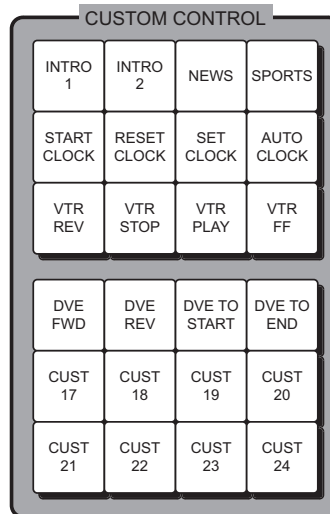 CUSTOM CONTROL
INTRO
1
INTRO
2
NEWS
SPORTS
START
CLOCK
RESET
CLOCK
SET
CLOCK
AUTO
CLOCK
VTR
REV
VTR
STOP
VTR
PLAY
VTR
FF
DVE
FWD
DVE
REV
DVE TO
START
DVE TO
END
CUST
17
CUST
18
CUST
19
CUST
20
CUST
21
CUST
22
CUST
23
CUST
24